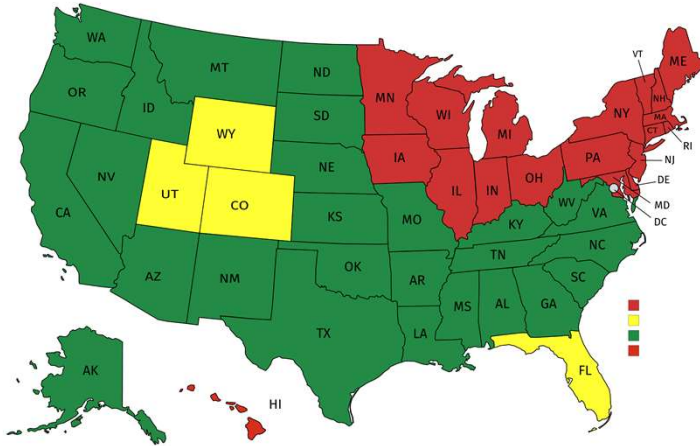 WA
MT
ND
MN
VT
ME
OR
ID
SD
WI
MI
NY
NH
MA
CT
RI
WY
IA
PA
NJ
NV
UT
CO
NE
IL
IN
OH
DE
MD
DC
CA
KS
MO
KY
WV
VA
AZ
NM
OK
AR
TN
NC
SC
TX
LA
MS
AL
GA
AK
HI
FL